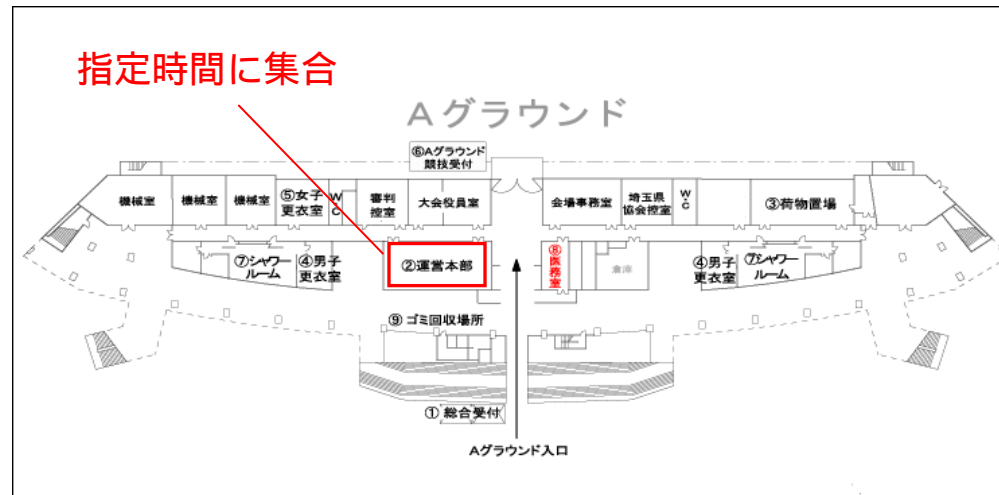 指定時間に集合
Aグラウンド
⑥Aグラウンド
競技受付
機械室
機械室
機械室
⑤女子
更衣室
W・C
審判
控室
大会役員室
会場事務室
埼玉県
協会控室
W・C
③荷物置場
⑦シャワー
ルーム
④男子
更衣室
②運営本部
⑧医務室
倉庫
④男子
更衣室
⑦シャワー
ルーム
⑨ ゴミ回収場所
① 総合受付
Aグラウンド入口